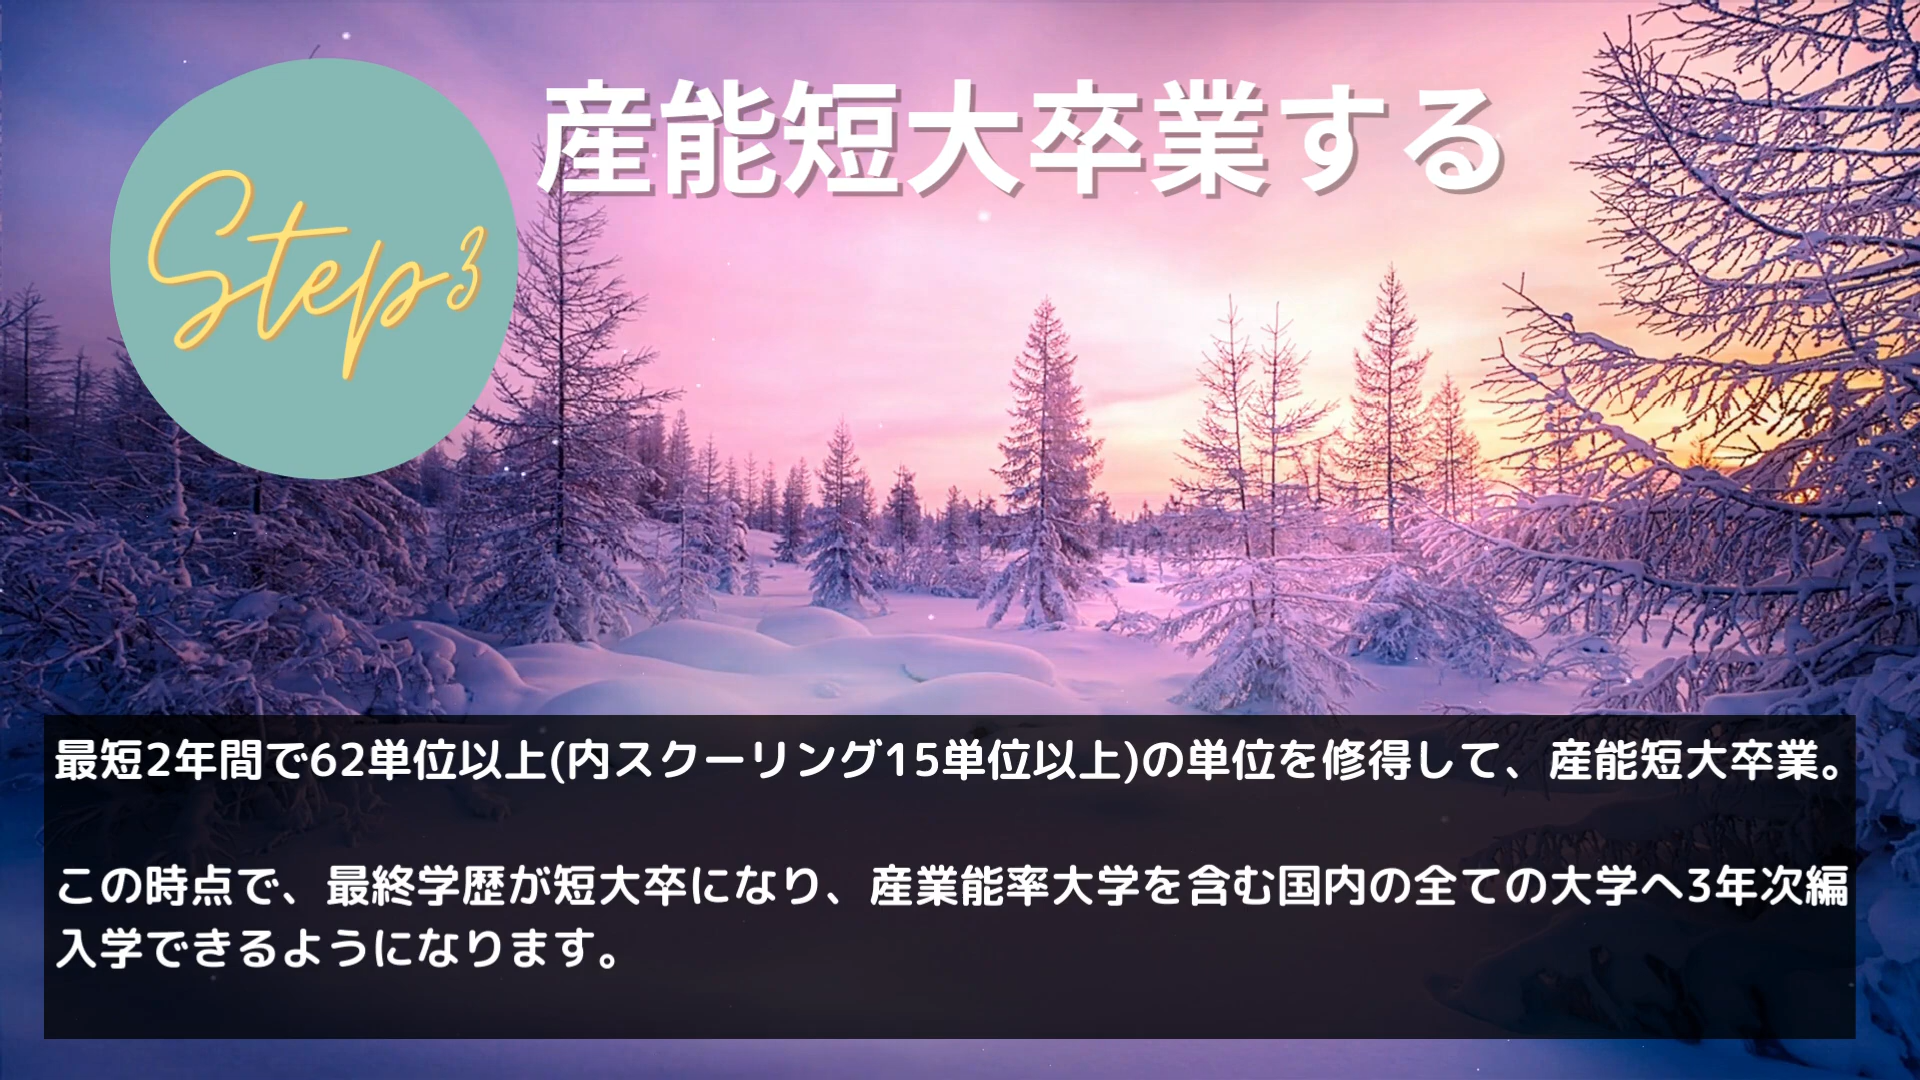 Step3
産能短大卒業する
最短2年間で62単位以上(内スクーリング15単位以上)の単位を修得して、産能短大卒業。
この時点で、最終学歴が短大卒になり、産業能率大学を含む国内の全ての大学へ3年次編
入学できるようになります。